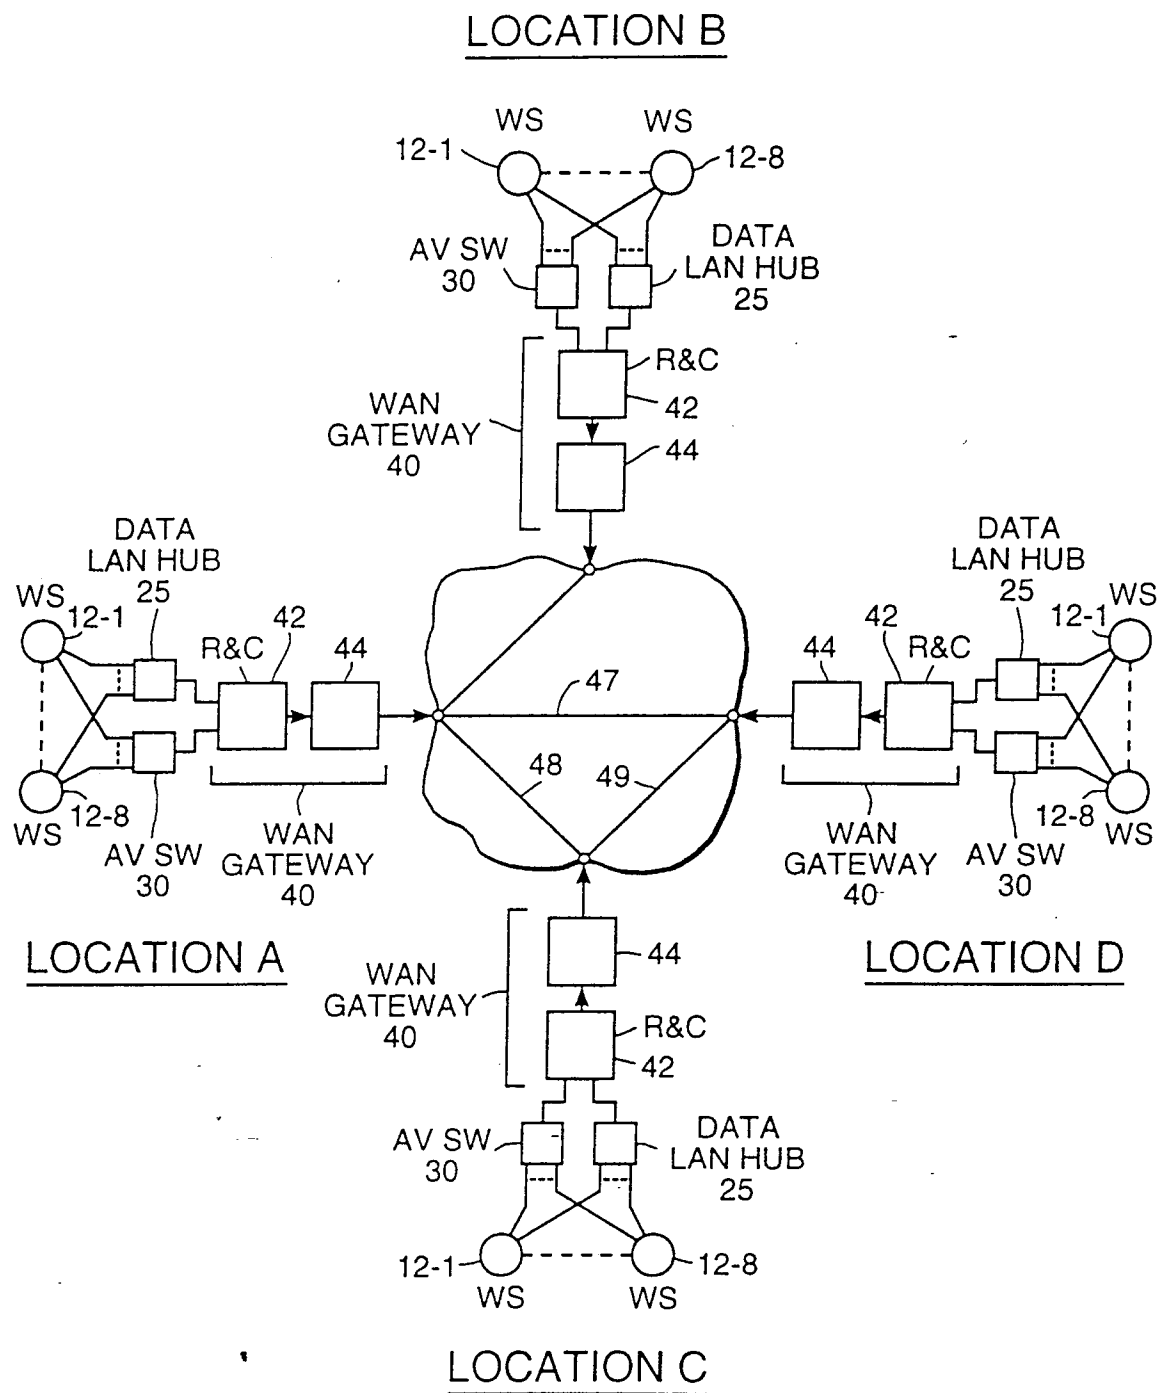 LOCATION B
WS
WS
12-1
12-8
AV SW
30
DATA
LAN HUB
25
R&C
42
WAN
GATEWAY
40
44
DATA
LAN HUB
25
WS
12-1
R&C
42
44
12-8
WS
AV SW
30
WAN
GATEWAY
40
LOCATION A
47
48
49
DATA
LAN HUB
25
WS
12-1
42
R&C
44
12-8
WS
AV SW
30
WAN
GATEWAY
40
LOCATION D
44
WAN
GATEWAY
40
R&C
42
AV SW
30
DATA
LAN HUB
25
12-1
12-8
WS
WS
LOCATION C